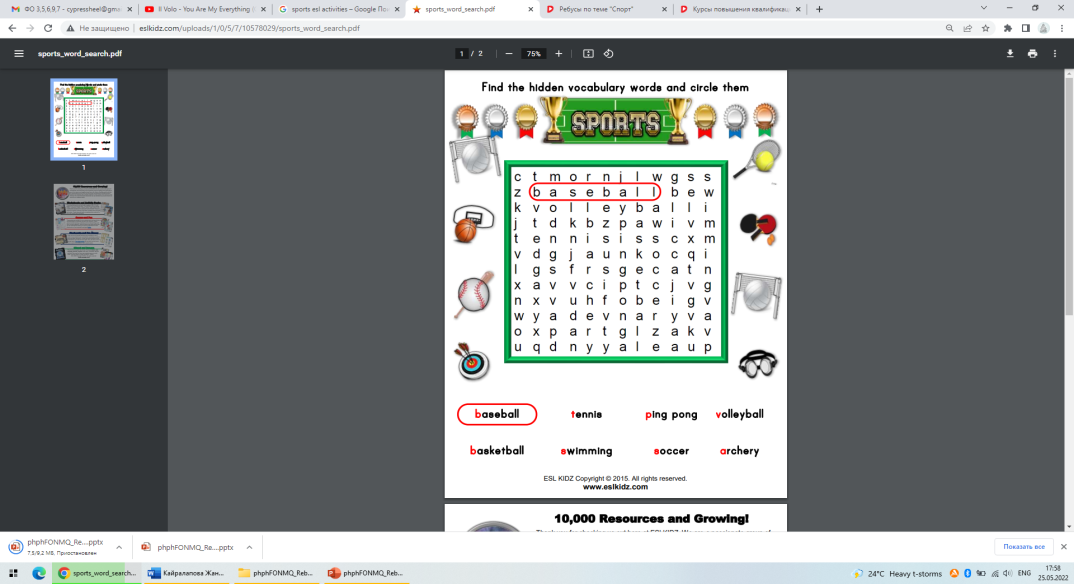 ФО 3,5,6,9,7 - cypressheel@gma
Il Volo - You Are My Everything (
sports esl activities – Google По
sports_word_search.pdf
Ребусы по теме "Спорт"
Курсы повышения квалификац
Не защищено | eslkidz.com/uploads/1/0/5/7/10578029/sports_word_search.pdf
sports_word_search.pdf
1 / 2
75%
1
2
Find the hidden vocabulary words and circle them
SPORTS
c t m o r n j l w g s s
z b a s e b a l l b e w
k v o l l e y b a l l i
j t d k b z p a w i v m
t e n n i s i s s c x m
v d g j a u n k o c q i
l g s f r s g e c a t n
x a v v c i p t c j v g
n x v u h f o b e i g v
w y a d e v n a r y v a
o x p a r t g l z a k v
u q d n y y a l e a u p
baseball
tennis
ping pong
volleyball
basketball
swimming
soccer
archery
ESL KIDZ Copyright © 2015. All rights reserved.
www.eslkidz.com
10,000 Resources and Growing!
phphFONMQ_Re....pptx
7.5/9.2 МБ, Приостановлен
phphFONMQ_Re....pptx
Показать все
sports_word_search...
Кайралапова Жан...
phphFONMQ_Reb...
phphFONMQ_Reb...
24°C Heavy t-storms
ENG
17:58
25.05.2022